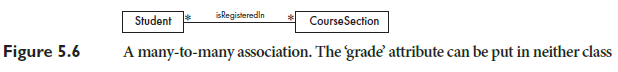 Student * isRegisteredIn * CourseSection
Figure 5.6 A many-to-many association. The ‘grade’ attribute can be put in neither class